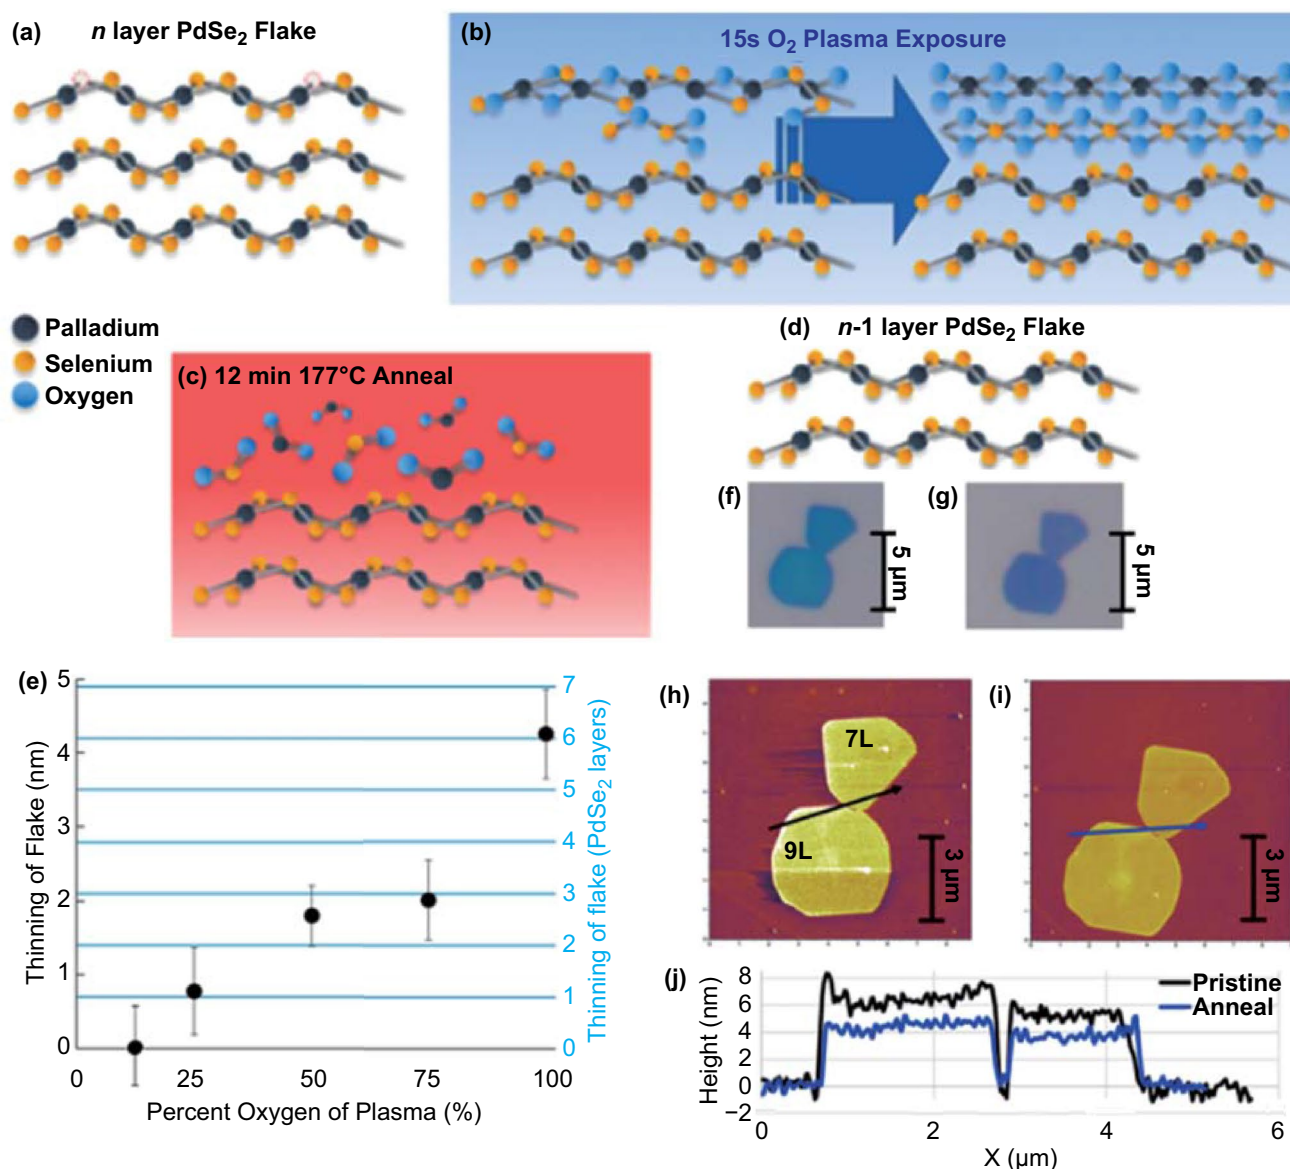 (a) n layer PdSe₂ Flake
(b) 15s O₂ Plasma Exposure
Palladium
Selenium
Oxygen
(c) 12 min 177°C Anneal
(d) n-1 layer PdSe₂ Flake
(f)
5 µm
(g)
5 µm
(e)
Thinning of Flake (nm)
5
4
3
2
1
0
0
25
50
75
100
Percent Oxygen of Plasma (%)
7
6
5
4
3
2
1
0
Thinning of flake (PdSe₂ layers)
(h)
7L
9L
3 µm
(i)
3 µm
(j)
Height (nm)
8
6
4
2
0
−2
Pristine
Anneal
0
2
4
6
X (µm)